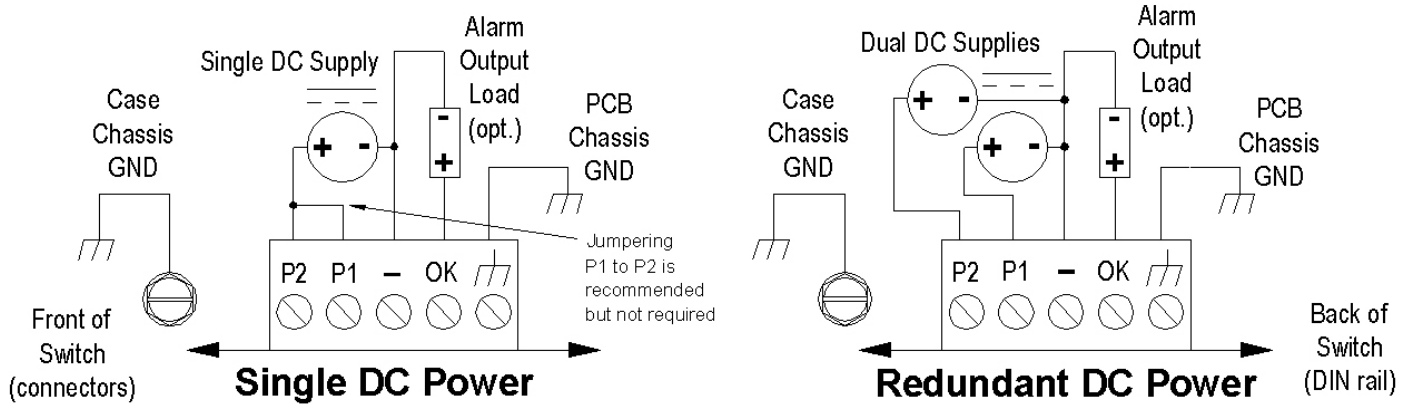 Single DC Supply
Alarm
Output
Load
(opt.)
Case
Chassis
GND
PCB
Chassis
GND
+ -
-
+
Jumpering
P1 to P2 is
recommended
but not required
P2 P1 – OK
Front of
Switch
(connectors)
Single DC Power
Dual DC Supplies
Alarm
Output
Load
(opt.)
Case
Chassis
GND
PCB
Chassis
GND
+ -
+ -
-
+
P2 P1 – OK
Back of
Switch
(DIN rail)
Redundant DC Power